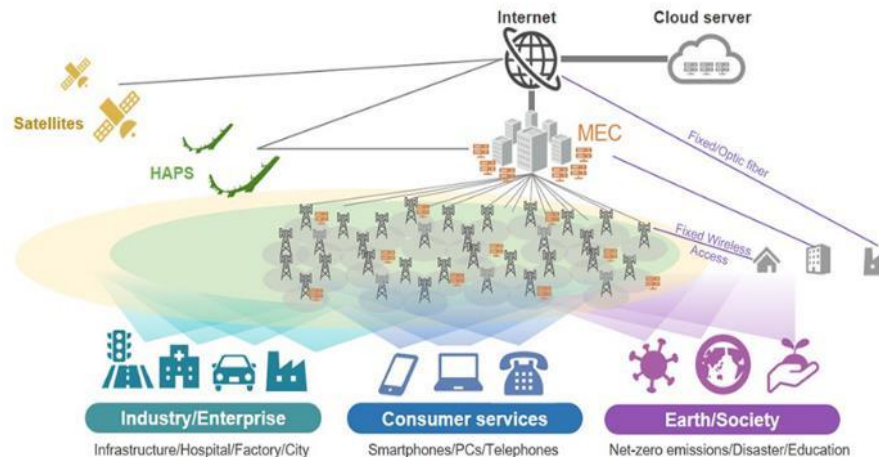 Internet
Cloud server
Satellites
HAPS
MEC
Fixed/Optic fiber
Fixed Wireless
Access
Industry/Enterprise
Consumer services
Earth/Society
Infrastructure/Hospital/Factory/City
Smartphones/PCs/Telephones
Net-zero emissions/Disaster/Education